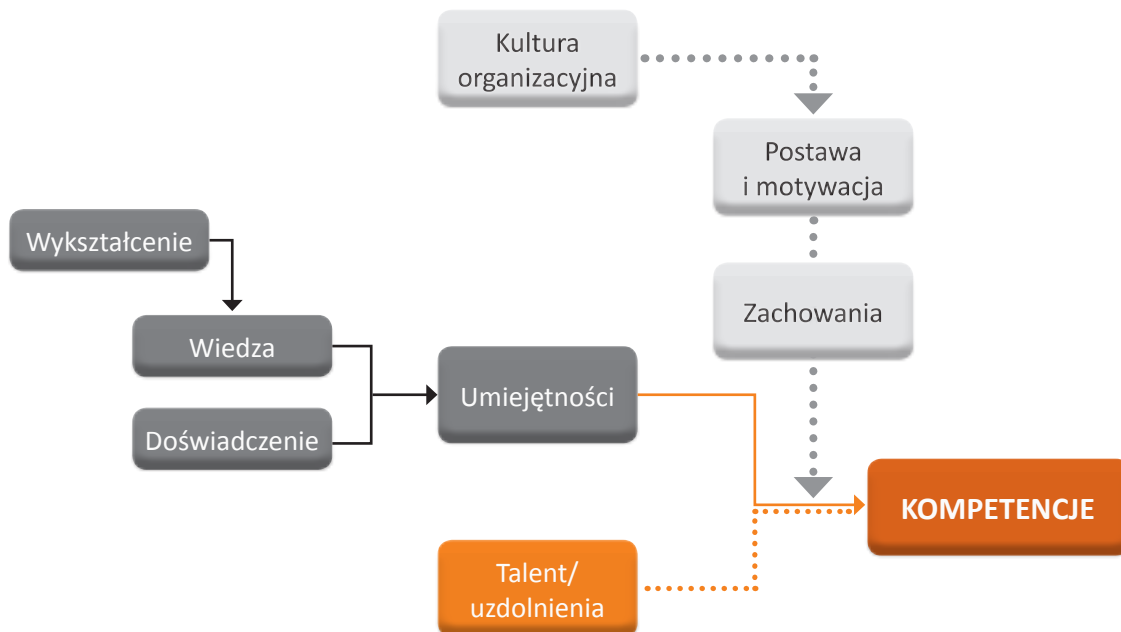 Kultura
organizacyjna
Postawa
i motywacja
Wykształcenie
Zachowania
Wiedza
Umiejętności
Doświadczenie
KOMPETENCJE
Talent/
uzdolnienia